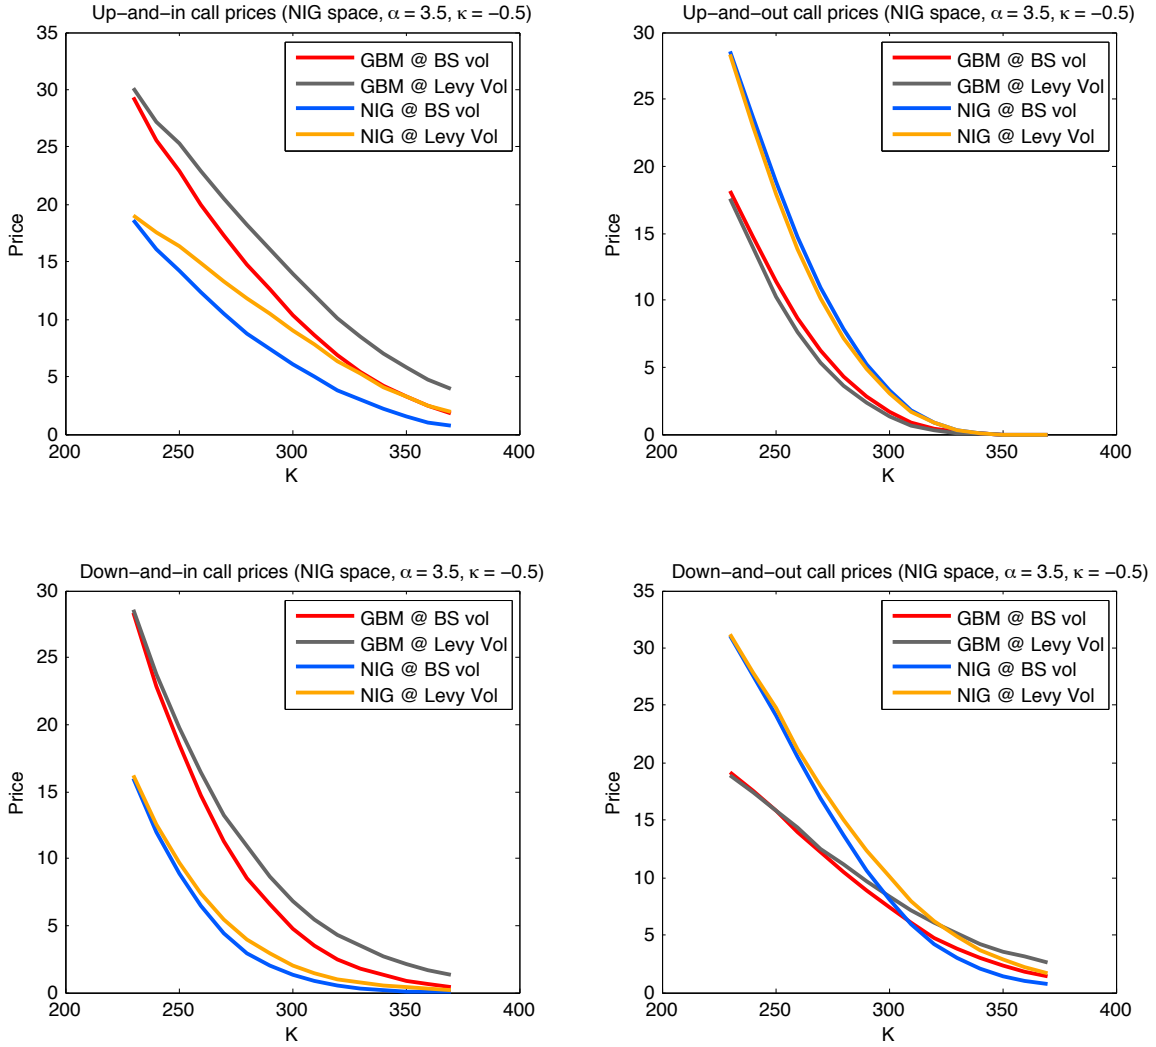 Up−and−in call prices (NIG space, α = 3.5, κ = −0.5)
35
30
25
20
15
10
5
0
200
250
300
350
400
Price
K
GBM @ BS vol
GBM @ Levy Vol
NIG @ BS vol
NIG @ Levy Vol
Up−and−out call prices (NIG space, α = 3.5, κ = −0.5)
30
25
20
15
10
5
0
200
250
300
350
400
Price
K
GBM @ BS vol
GBM @ Levy Vol
NIG @ BS vol
NIG @ Levy Vol
Down−and−in call prices (NIG space, α = 3.5, κ = −0.5)
30
25
20
15
10
5
0
200
250
300
350
400
Price
K
GBM @ BS vol
GBM @ Levy Vol
NIG @ BS vol
NIG @ Levy Vol
Down−and−out call prices (NIG space, α = 3.5, κ = −0.5)
35
30
25
20
15
10
5
0
200
250
300
350
400
Price
K
GBM @ BS vol
GBM @ Levy Vol
NIG @ BS vol
NIG @ Levy Vol